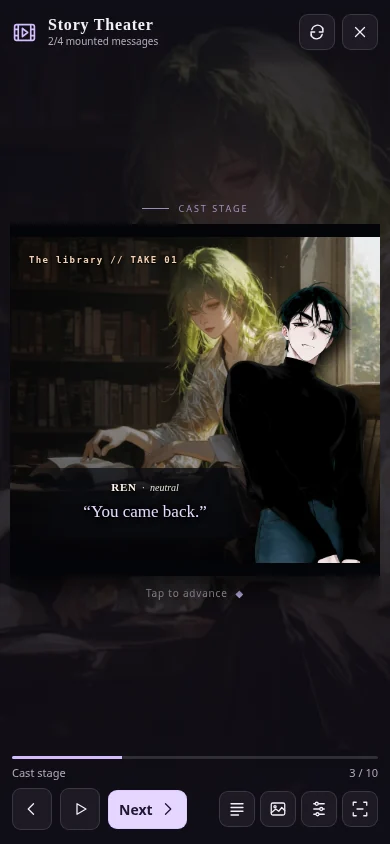 Story Theater
2/4 mounted messages
CAST STAGE
The library // TAKE 01
REN · neutral
“You came back.”
Tap to advance ◆
Cast stage
3 / 10
Next